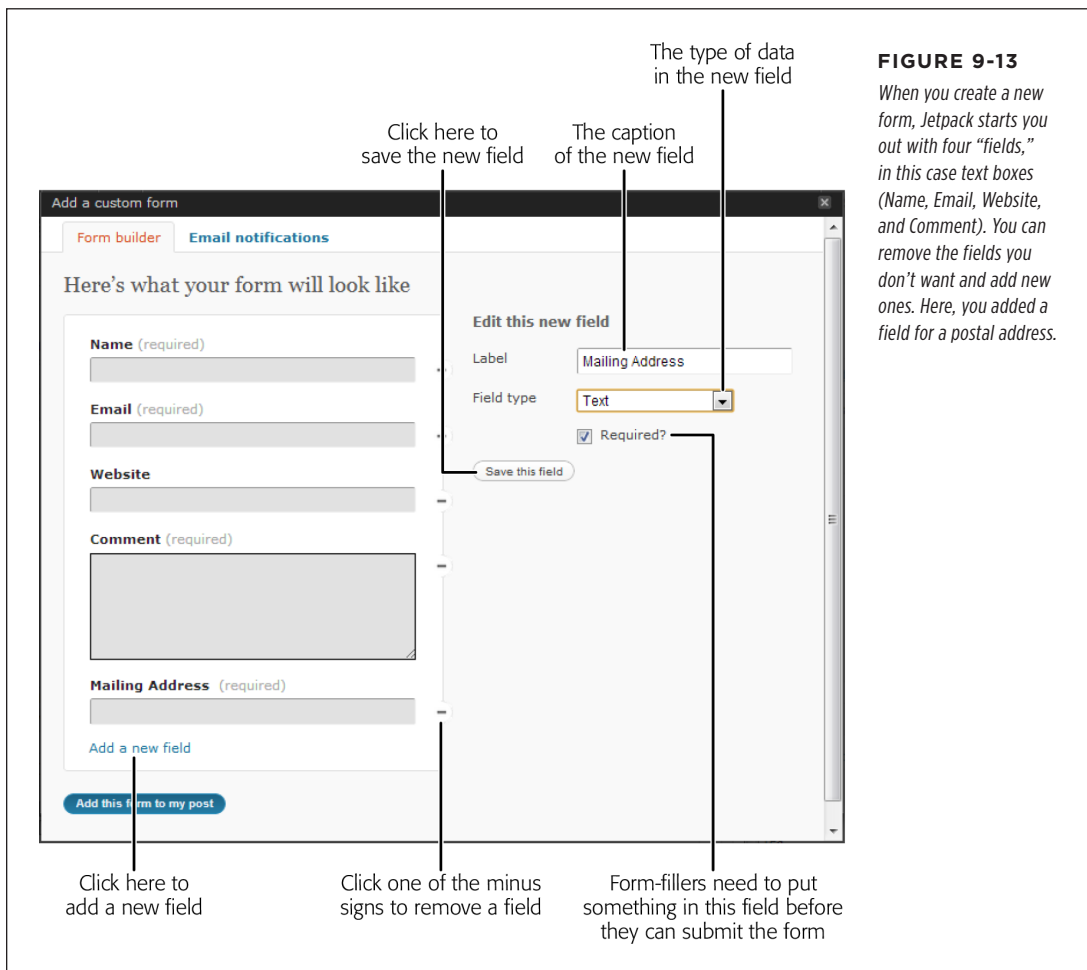 The type of data
in the new field
Click here to
save the new field
The caption
of the new field
FIGURE 9-13
When you create a new
form, Jetpack starts you
out with four “fields,”
in this case text boxes
(Name, Email, Website,
and Comment). You can
remove the fields you
don’t want and add new
ones. Here, you added a
field for a postal address.
Add a custom form
Form builder
Email notifications
Here’s what your form will look like
Name (required)
Email (required)
Website
Comment (required)
Mailing Address (required)
Add a new field
Add this form to my post
Edit this new field
Label
Mailing Address
Field type
Text
Required?
Save this field
Click here to
add a new field
Click one of the minus
signs to remove a field
Form-fillers need to put
something in this field before
they can submit the form